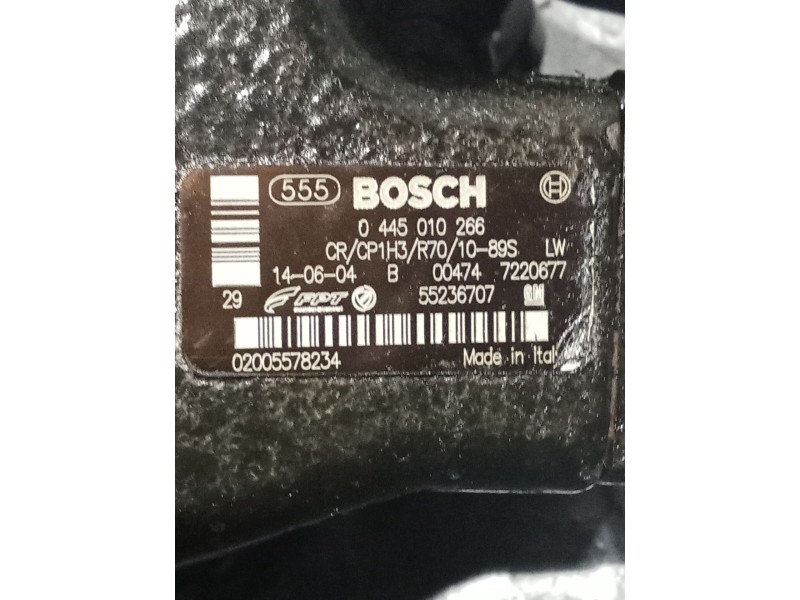 555 BOSCH
0 445 010 266
CR/CP1H3/R70/10-89S LW
14-06-04 B 00474 7220677
29 FPT 55236707 GM
02005578234 Made in Ital